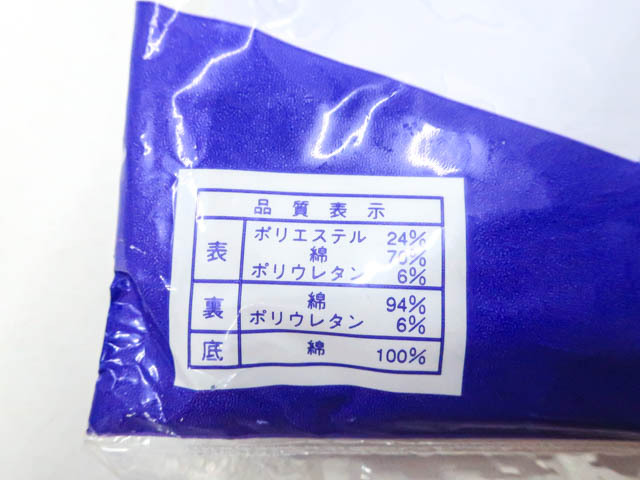 品質表示
表 ポリエステル 24%
綿 70%
ポリウレタン 6%
裏 綿 94%
ポリウレタン 6%
底 綿 100%